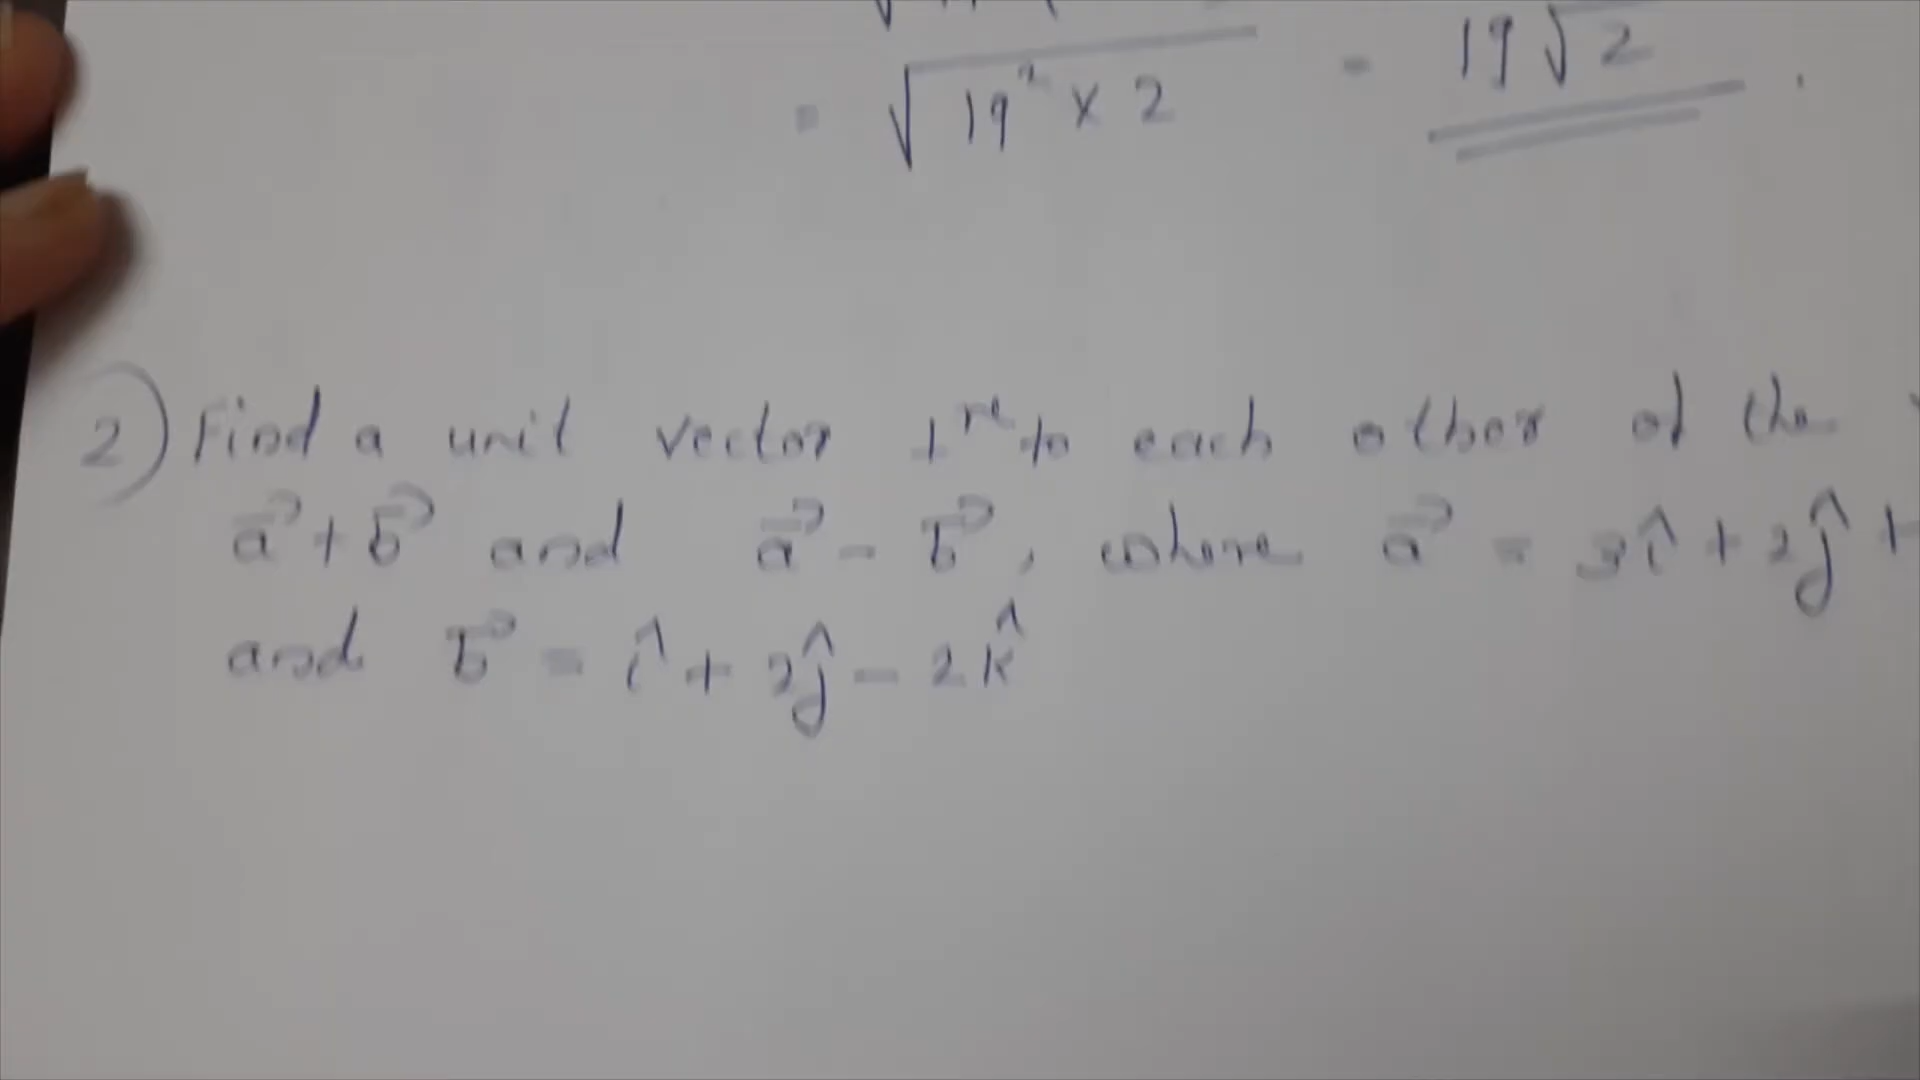 = √19² × 2 = 19√2 .
2) Find a unit vector ⊥ʳᵉ to each other of the
a⃗ + b⃗ and a⃗ - b⃗, where a⃗ = 3î + 2ĵ +
and b⃗ = î + 2ĵ - 2k̂